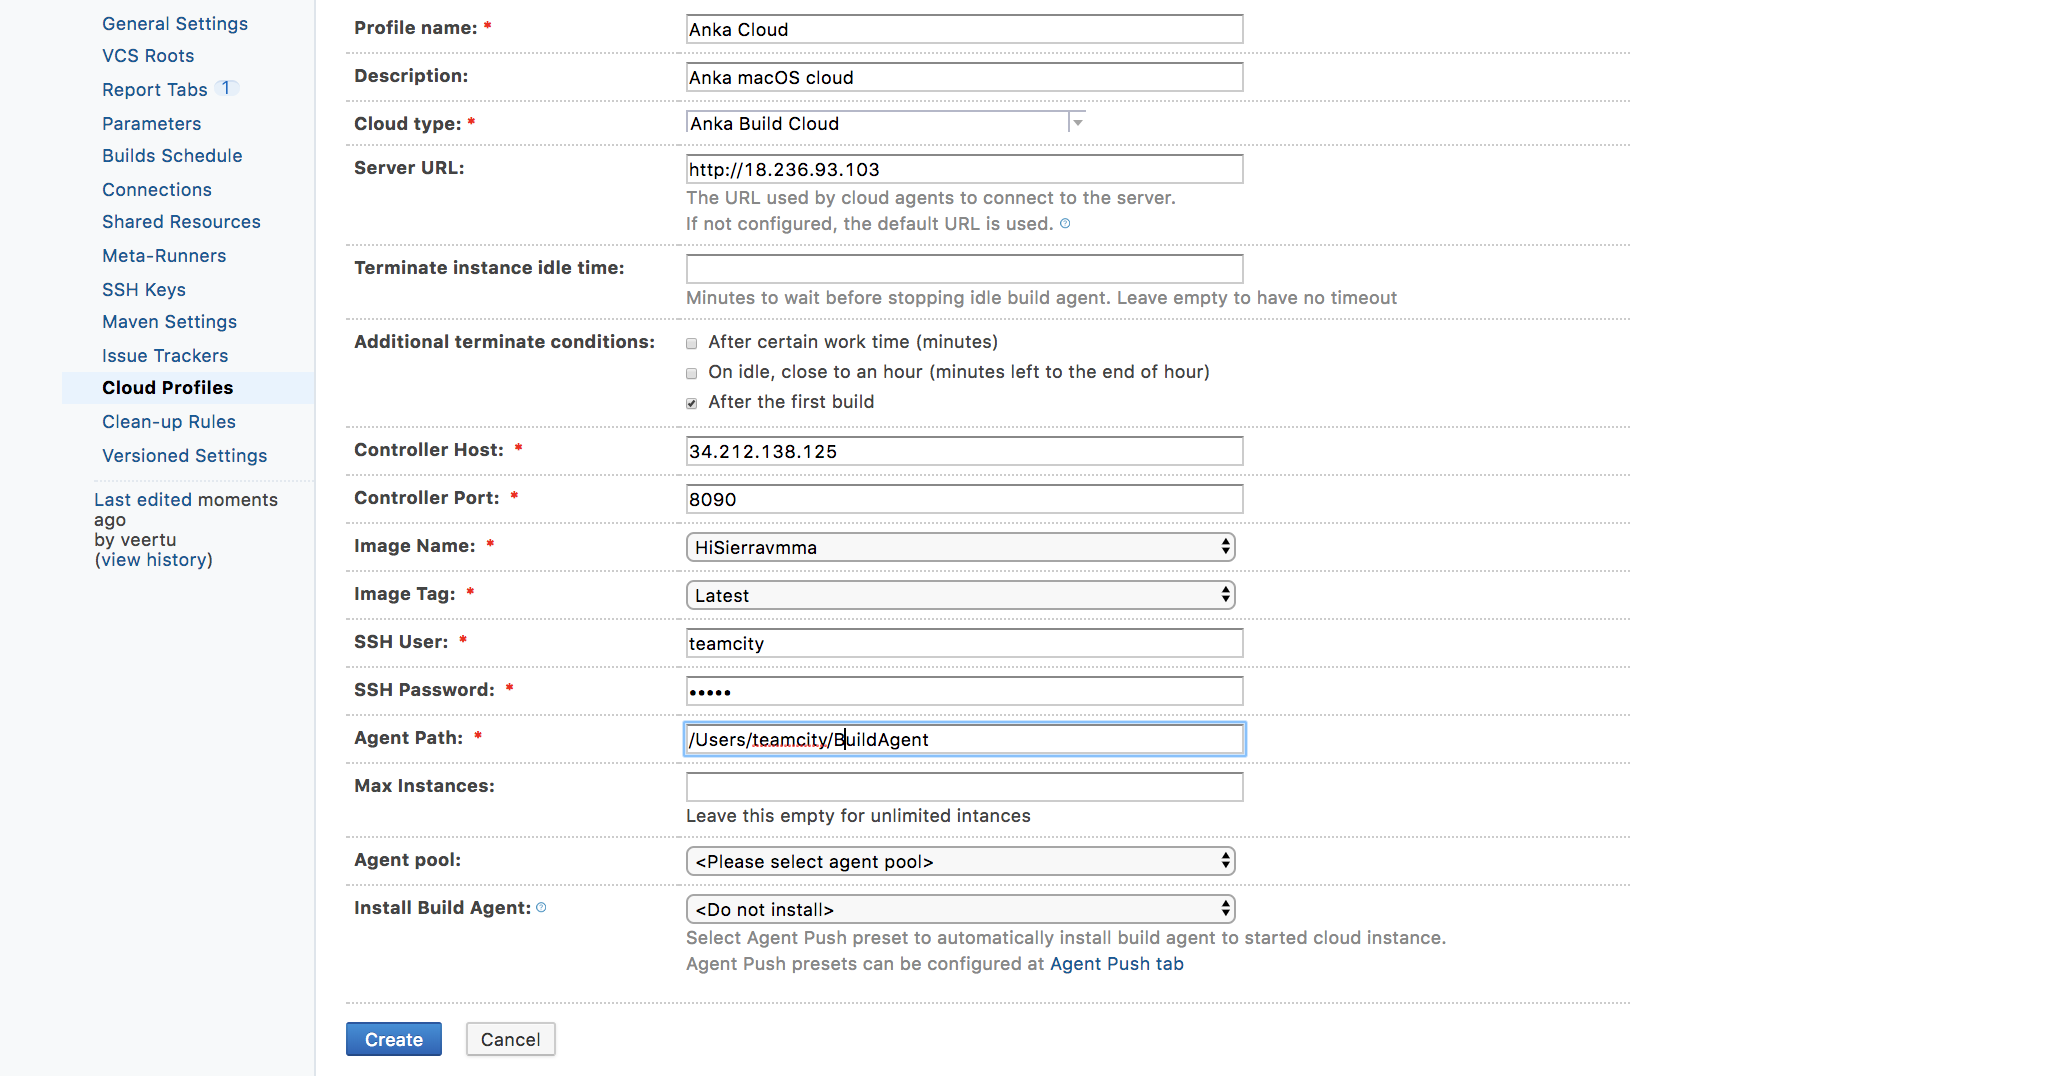 General Settings
VCS Roots
Report Tabs 1
Parameters
Builds Schedule
Connections
Shared Resources
Meta-Runners
SSH Keys
Maven Settings
Issue Trackers
Cloud Profiles
Clean-up Rules
Versioned Settings
Last edited moments
ago
by veertu
(view history)
Profile name: * Anka Cloud
Description: Anka macOS cloud
Cloud type: * Anka Build Cloud
Server URL: http://18.236.93.103
The URL used by cloud agents to connect to the server.
If not configured, the default URL is used. ?
Terminate instance idle time:
Minutes to wait before stopping idle build agent. Leave empty to have no timeout
Additional terminate conditions: After certain work time (minutes)
On idle, close to an hour (minutes left to the end of hour)
After the first build
Controller Host: * 34.212.138.125
Controller Port: * 8090
Image Name: * HiSierravmma
Image Tag: * Latest
SSH User: * teamcity
SSH Password: * •••••
Agent Path: * /Users/teamcity/BuildAgent
Max Instances:
Leave this empty for unlimited intances
Agent pool: <Please select agent pool>
Install Build Agent: ? <Do not install>
Select Agent Push preset to automatically install build agent to started cloud instance.
Agent Push presets can be configured at Agent Push tab
Create Cancel